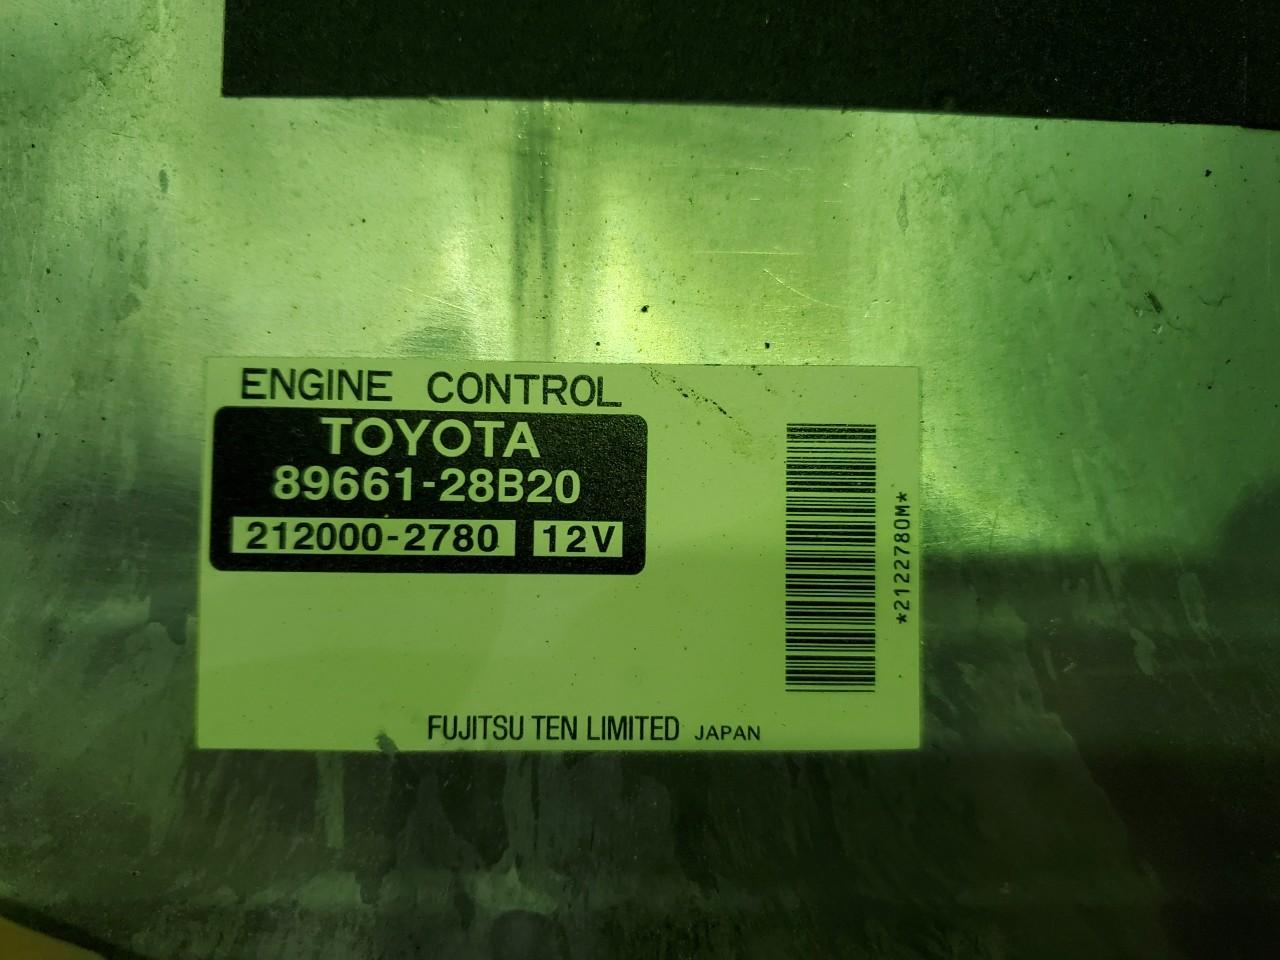 ENGINE CONTROL
TOYOTA
89661-28B20
212000-2780 12V
*2122780M*
FUJITSU TEN LIMITED JAPAN